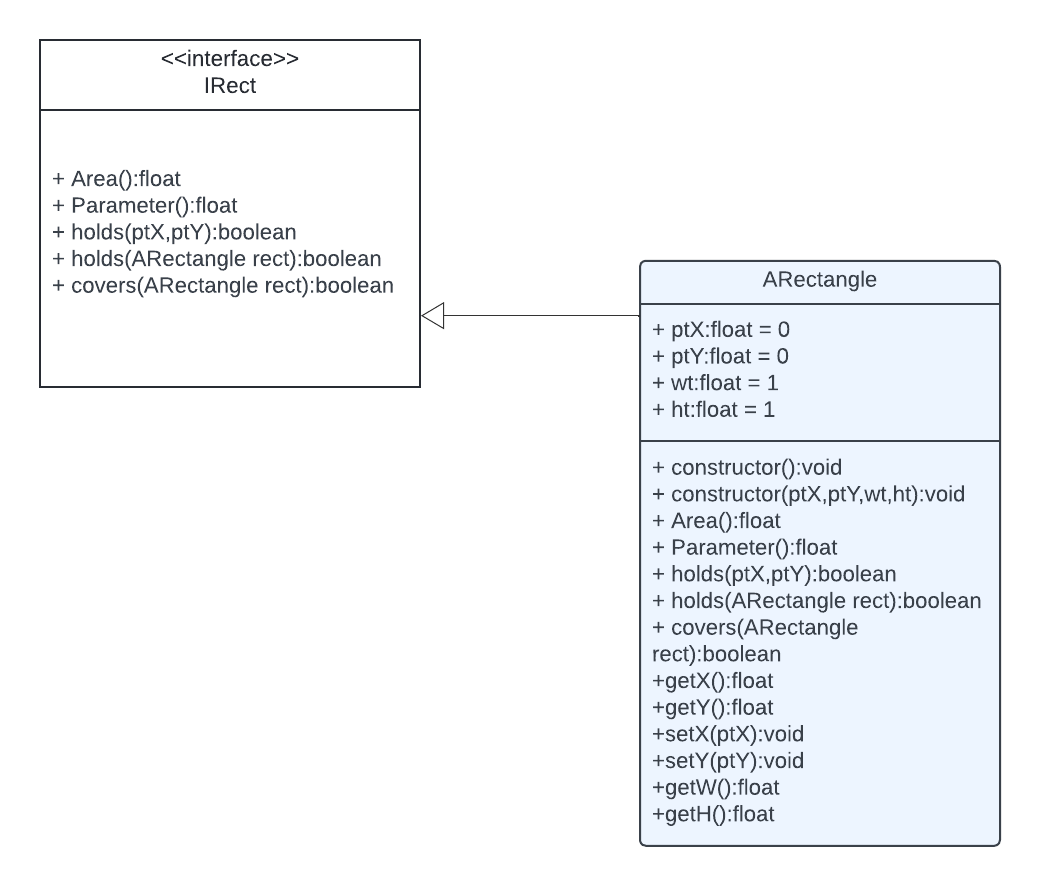 <<interface>>
IRect
+ Area():float
+ Parameter():float
+ holds(ptX,ptY):boolean
+ holds(ARectangle rect):boolean
+ covers(ARectangle rect):boolean
ARectangle
+ ptX:float = 0
+ ptY:float = 0
+ wt:float = 1
+ ht:float = 1
+ constructor():void
+ constructor(ptX,ptY,wt,ht):void
+ Area():float
+ Parameter():float
+ holds(ptX,ptY):boolean
+ holds(ARectangle rect):boolean
+ covers(ARectangle
rect):boolean
+getX():float
+getY():float
+setX(ptX):void
+setY(ptY):void
+getW():float
+getH():float